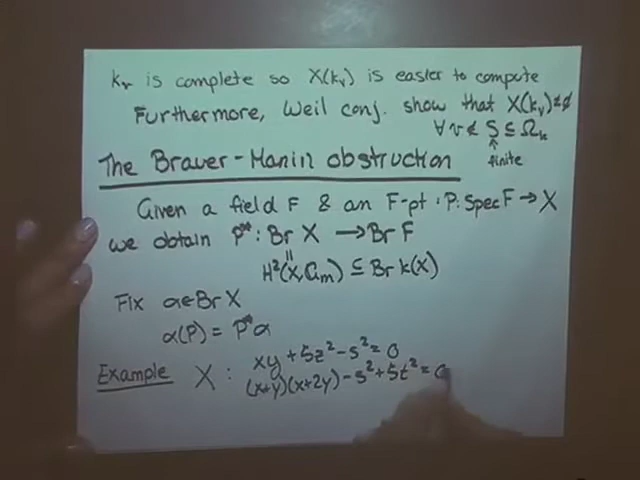 k_v is complete so X(k_v) is easier to compute
Furthermore, Weil conj. show that X(k_v) ≠ ∅
∀ v ∉ S ⊆ Ω_k
↑
finite
The Brauer-Manin obstruction
Given a field F & an F-pt : P: Spec F → X
we obtain P*: Br X → Br F
"
H²(X, G_m) ⊆ Br k(X)
Fix α ∈ Br X
α(P) = P*α
Example X : xy + 5z² - s² = 0
(x+y)(x+2y) - s² + 5t² = 0